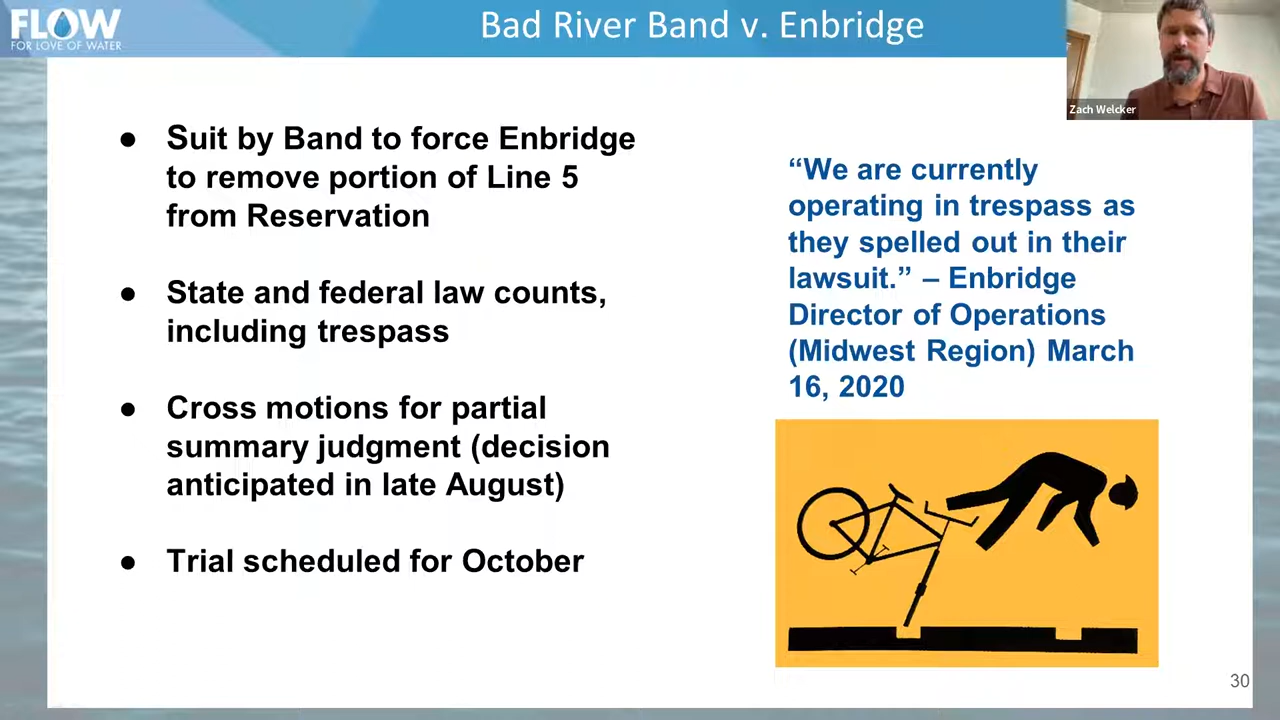 FLOW
FOR LOVE OF WATER
Bad River Band v. Enbridge
Zach Welcker
● Suit by Band to force Enbridge
to remove portion of Line 5
from Reservation
● State and federal law counts,
including trespass
● Cross motions for partial
summary judgment (decision
anticipated in late August)
● Trial scheduled for October
“We are currently
operating in trespass as
they spelled out in their
lawsuit.” – Enbridge
Director of Operations
(Midwest Region) March
16, 2020
30